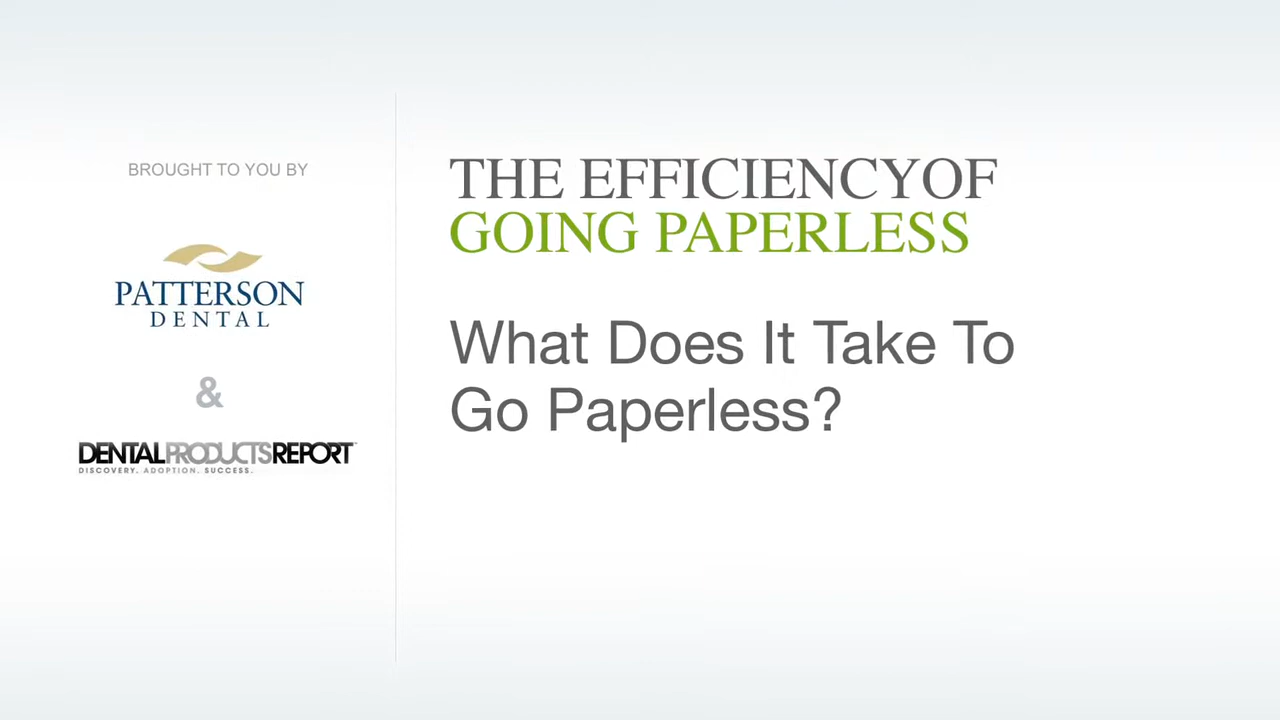 BROUGHT TO YOU BY
PATTERSON
DENTAL
&
DENTALPRODUCTSREPORT
DISCOVERY. ADOPTION. SUCCESS.
THE EFFICIENCYOF
GOING PAPERLESS
What Does It Take To
Go Paperless?